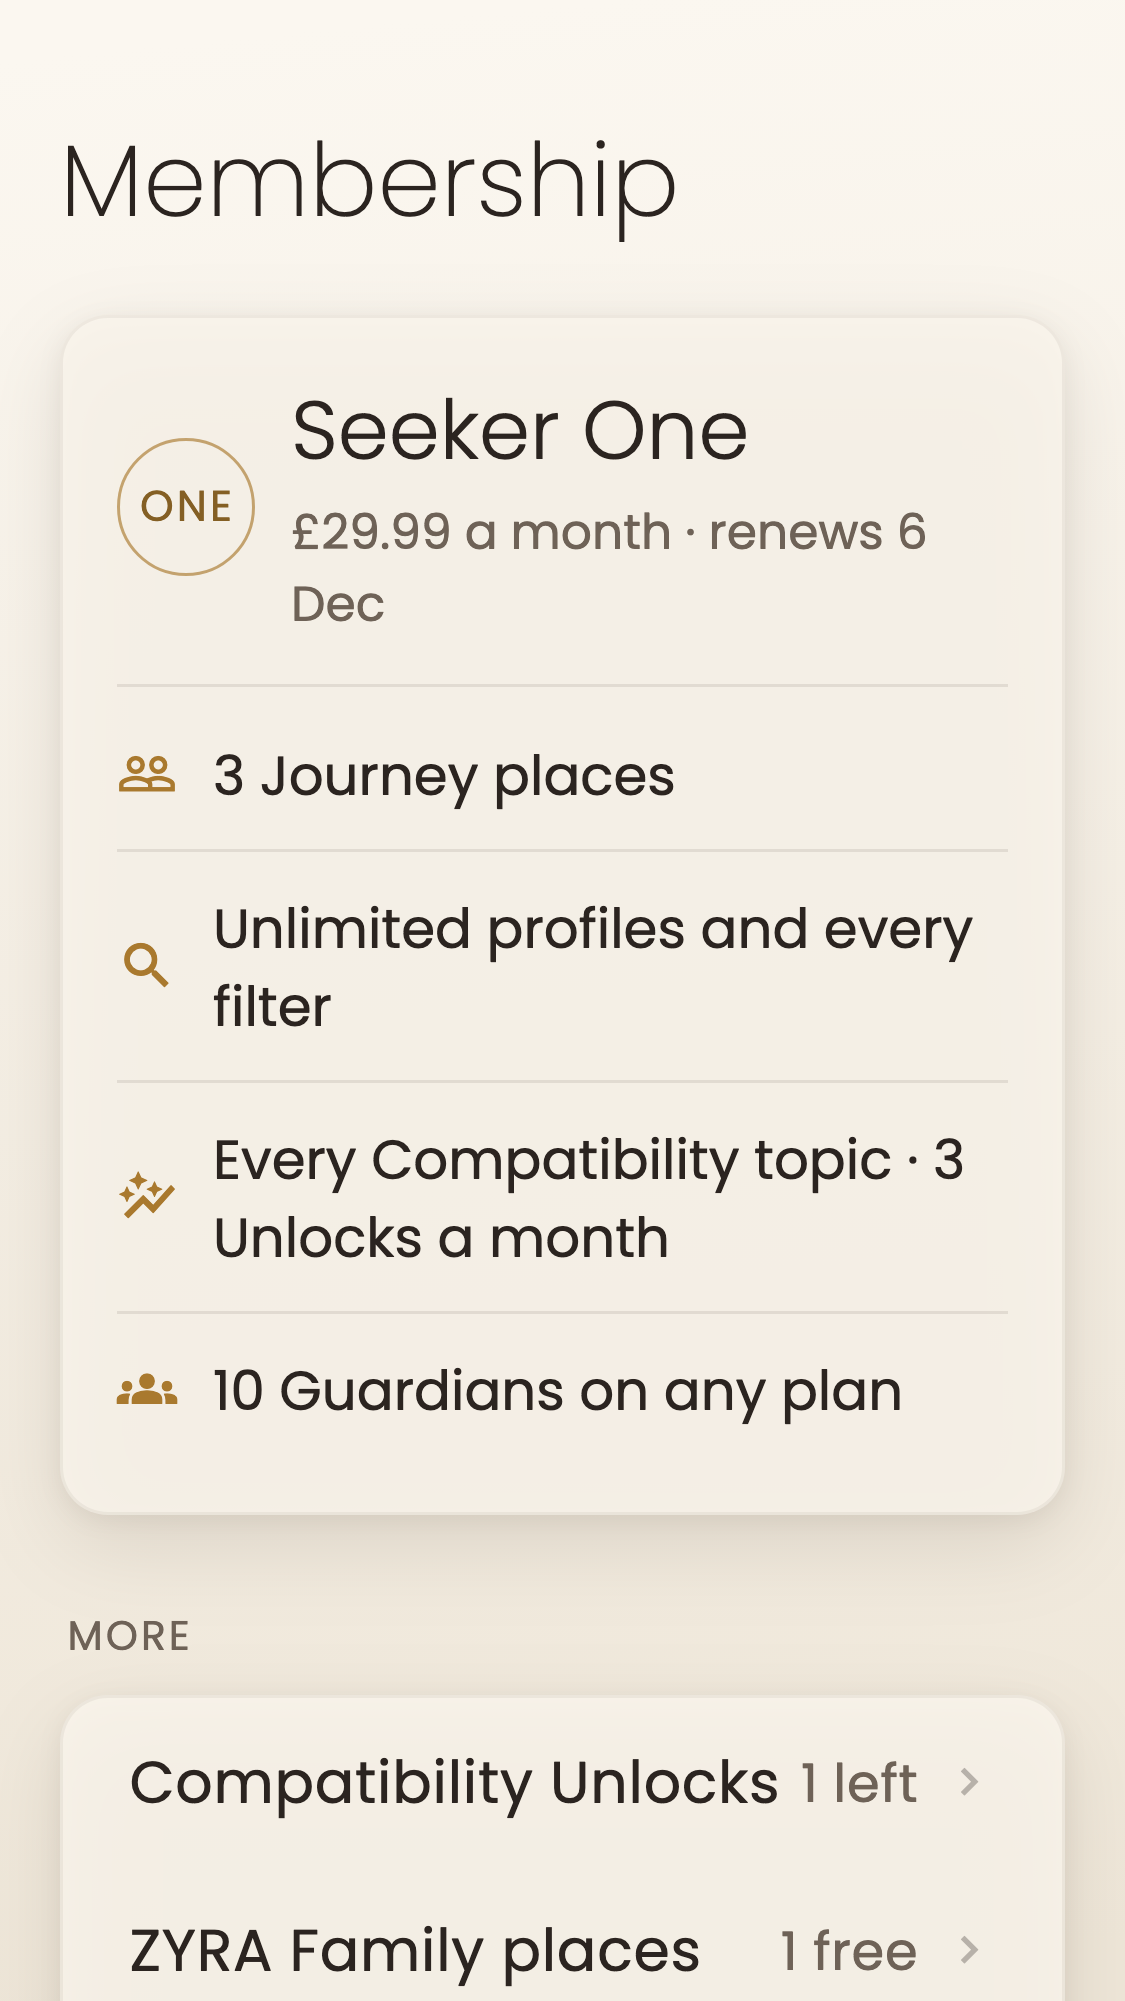 Membership
ONE
Seeker One
£29.99 a month · renews 6
Dec
3 Journey places
Unlimited profiles and every
filter
Every Compatibility topic · 3
Unlocks a month
10 Guardians on any plan
MORE
Compatibility Unlocks 1 left
ZYRA Family places 1 free